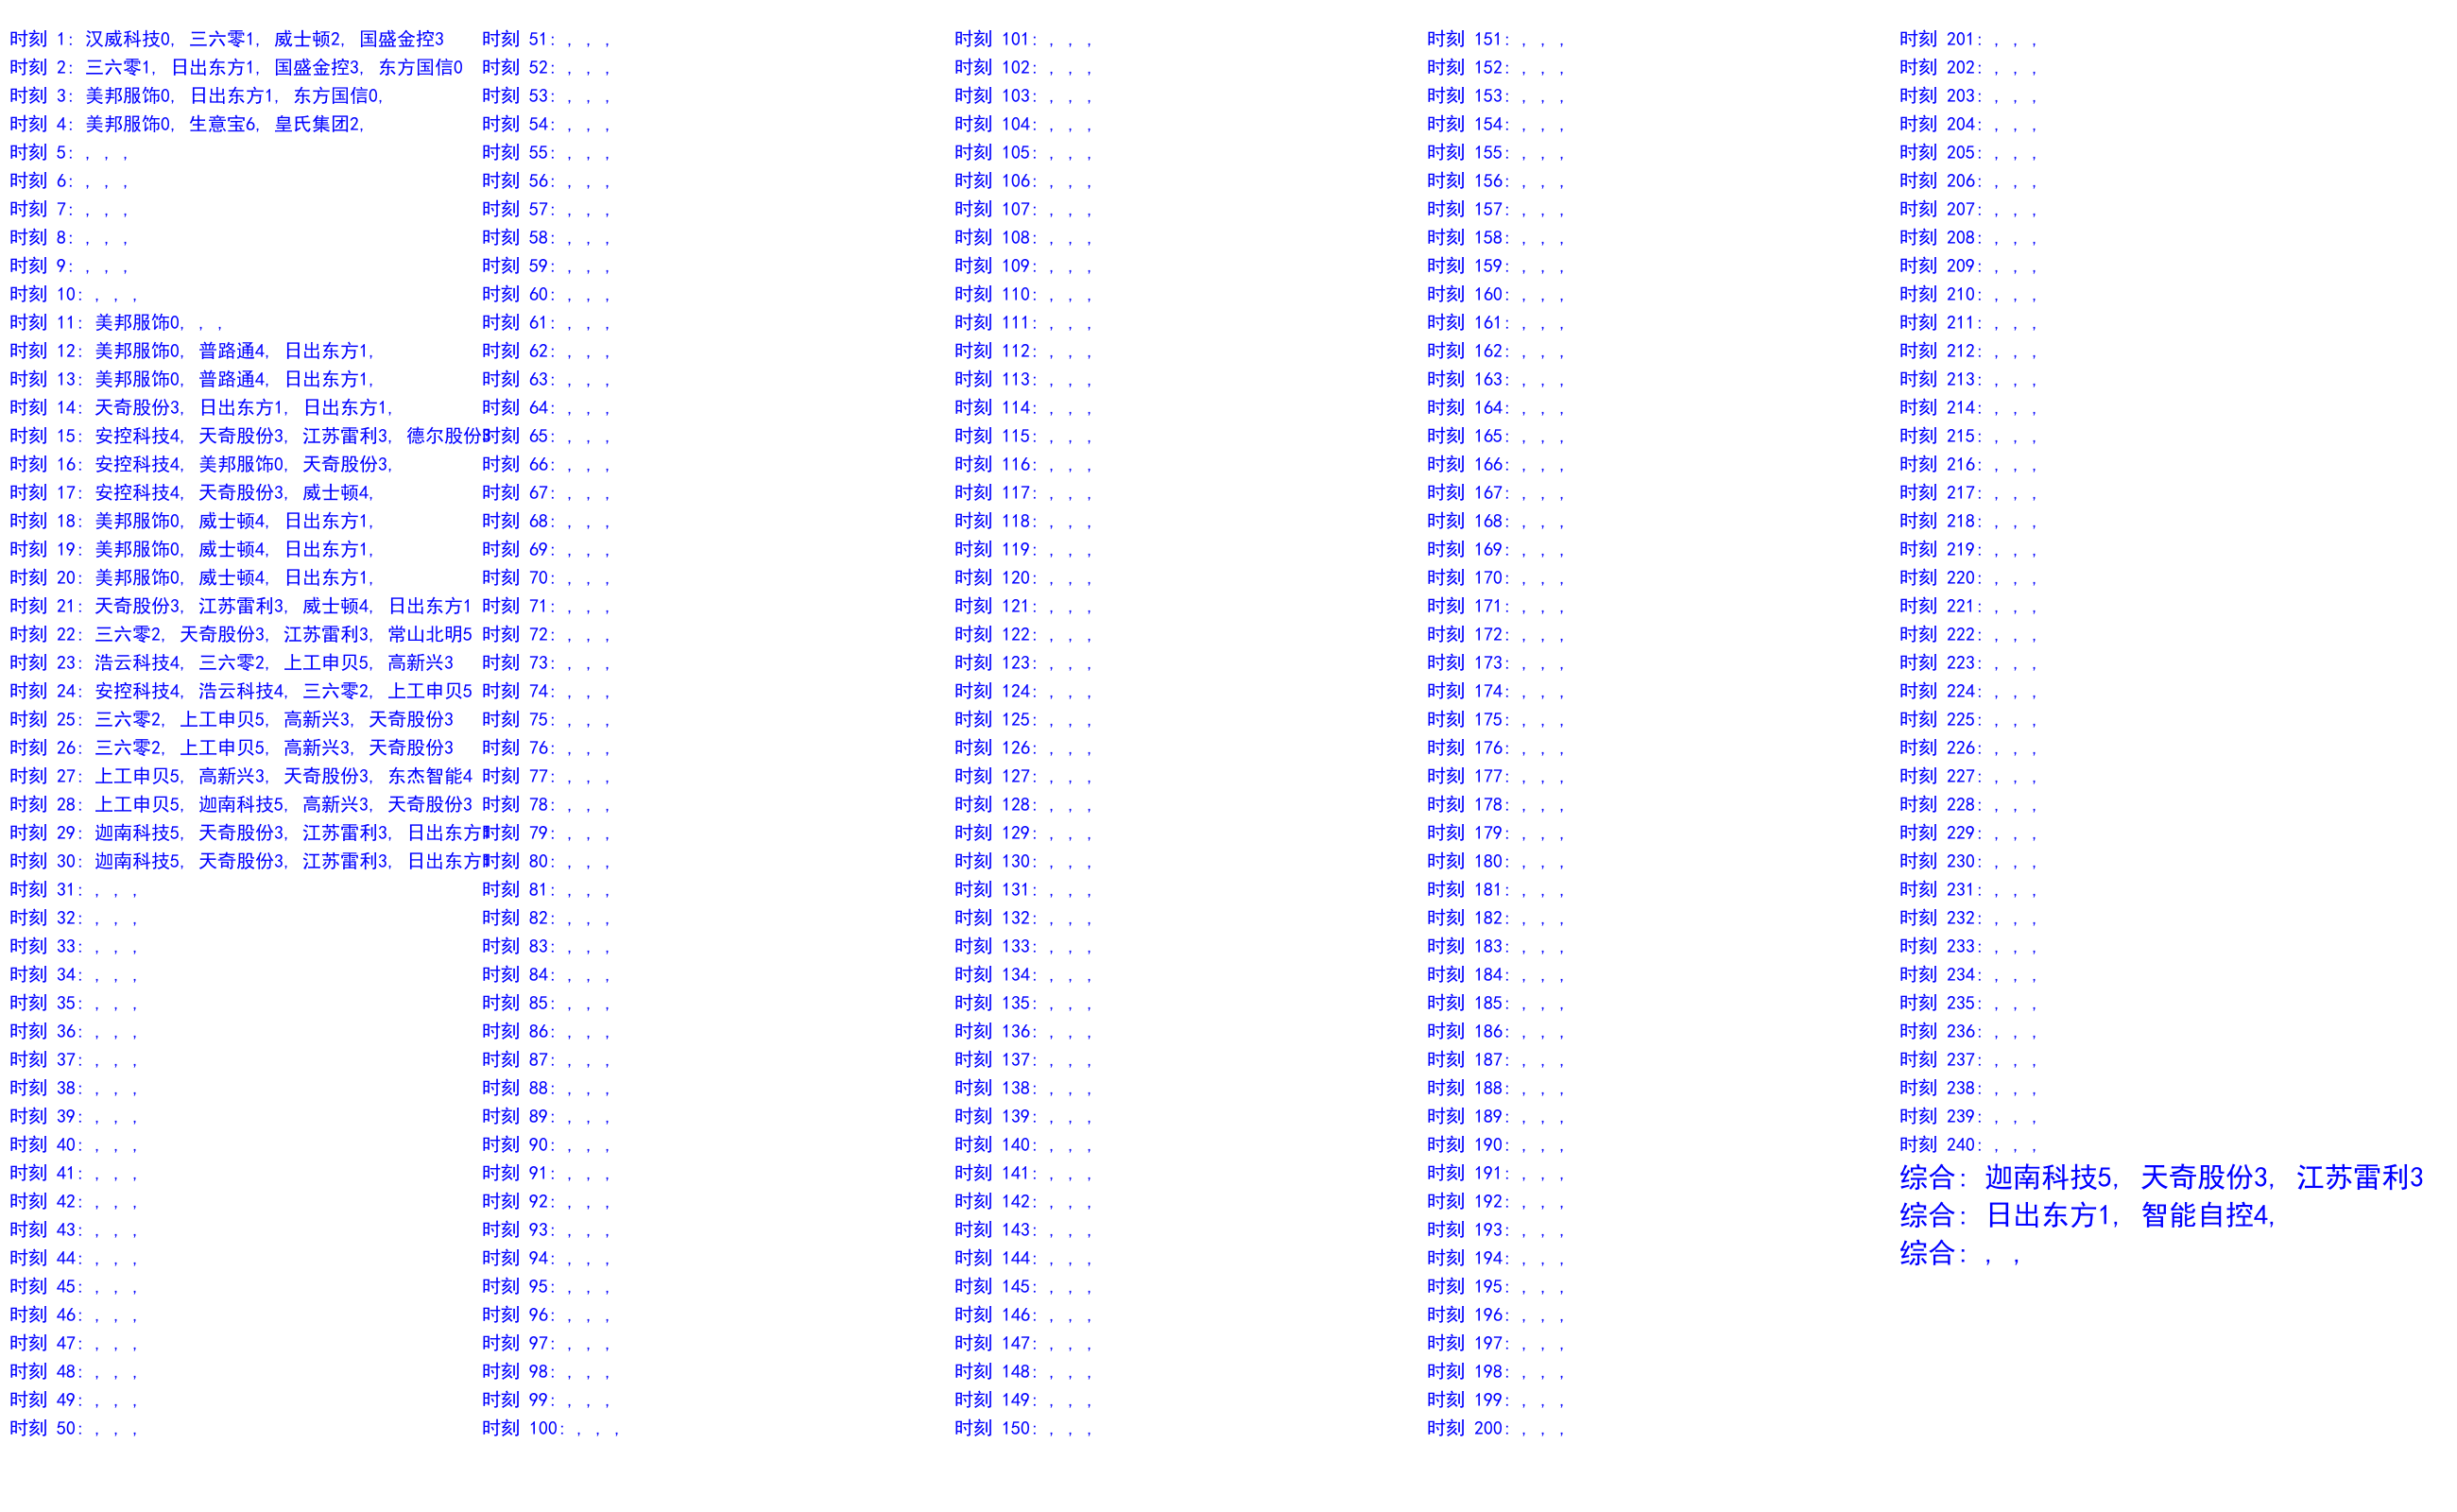 时刻 1: 汉威科技0, 三六零1, 威士顿2, 国盛金控3
时刻 2: 三六零1, 日出东方1, 国盛金控3, 东方国信0
时刻 3: 美邦服饰0, 日出东方1, 东方国信0,
时刻 4: 美邦服饰0, 生意宝6, 皇氏集团2,
时刻 5: , , ,
时刻 6: , , ,
时刻 7: , , ,
时刻 8: , , ,
时刻 9: , , ,
时刻 10: , , ,
时刻 11: 美邦服饰0, , ,
时刻 12: 美邦服饰0, 普路通4, 日出东方1,
时刻 13: 美邦服饰0, 普路通4, 日出东方1,
时刻 14: 天奇股份3, 日出东方1, 日出东方1,
时刻 15: 安控科技4, 天奇股份3, 江苏雷利3, 德尔股份
时刻 16: 安控科技4, 美邦服饰0, 天奇股份3,
时刻 17: 安控科技4, 天奇股份3, 威士顿4,
时刻 18: 美邦服饰0, 威士顿4, 日出东方1,
时刻 19: 美邦服饰0, 威士顿4, 日出东方1,
时刻 20: 美邦服饰0, 威士顿4, 日出东方1,
时刻 21: 天奇股份3, 江苏雷利3, 威士顿4, 日出东方1
时刻 22: 三六零2, 天奇股份3, 江苏雷利3, 常山北明5
时刻 23: 浩云科技4, 三六零2, 上工申贝5, 高新兴3
时刻 24: 安控科技4, 浩云科技4, 三六零2, 上工申贝5
时刻 25: 三六零2, 上工申贝5, 高新兴3, 天奇股份3
时刻 26: 三六零2, 上工申贝5, 高新兴3, 天奇股份3
时刻 27: 上工申贝5, 高新兴3, 天奇股份3, 东杰智能4
时刻 28: 上工申贝5, 迦南科技5, 高新兴3, 天奇股份3
时刻 29: 迦南科技5, 天奇股份3, 江苏雷利3, 日出东方
时刻 30: 迦南科技5, 天奇股份3, 江苏雷利3, 日出东方
时刻 31: , , ,
时刻 32: , , ,
时刻 33: , , ,
时刻 34: , , ,
时刻 35: , , ,
时刻 36: , , ,
时刻 37: , , ,
时刻 38: , , ,
时刻 39: , , ,
时刻 40: , , ,
时刻 41: , , ,
时刻 42: , , ,
时刻 43: , , ,
时刻 44: , , ,
时刻 45: , , ,
时刻 46: , , ,
时刻 47: , , ,
时刻 48: , , ,
时刻 49: , , ,
时刻 50: , , ,
时刻 51: , , ,
时刻 52: , , ,
时刻 53: , , ,
时刻 54: , , ,
时刻 55: , , ,
时刻 56: , , ,
时刻 57: , , ,
时刻 58: , , ,
时刻 59: , , ,
时刻 60: , , ,
时刻 61: , , ,
时刻 62: , , ,
时刻 63: , , ,
时刻 64: , , ,
时刻 65: , , ,
时刻 66: , , ,
时刻 67: , , ,
时刻 68: , , ,
时刻 69: , , ,
时刻 70: , , ,
时刻 71: , , ,
时刻 72: , , ,
时刻 73: , , ,
时刻 74: , , ,
时刻 75: , , ,
时刻 76: , , ,
时刻 77: , , ,
时刻 78: , , ,
时刻 79: , , ,
时刻 80: , , ,
时刻 81: , , ,
时刻 82: , , ,
时刻 83: , , ,
时刻 84: , , ,
时刻 85: , , ,
时刻 86: , , ,
时刻 87: , , ,
时刻 88: , , ,
时刻 89: , , ,
时刻 90: , , ,
时刻 91: , , ,
时刻 92: , , ,
时刻 93: , , ,
时刻 94: , , ,
时刻 95: , , ,
时刻 96: , , ,
时刻 97: , , ,
时刻 98: , , ,
时刻 99: , , ,
时刻 100: , , ,
时刻 101: , , ,
时刻 102: , , ,
时刻 103: , , ,
时刻 104: , , ,
时刻 105: , , ,
时刻 106: , , ,
时刻 107: , , ,
时刻 108: , , ,
时刻 109: , , ,
时刻 110: , , ,
时刻 111: , , ,
时刻 112: , , ,
时刻 113: , , ,
时刻 114: , , ,
时刻 115: , , ,
时刻 116: , , ,
时刻 117: , , ,
时刻 118: , , ,
时刻 119: , , ,
时刻 120: , , ,
时刻 121: , , ,
时刻 122: , , ,
时刻 123: , , ,
时刻 124: , , ,
时刻 125: , , ,
时刻 126: , , ,
时刻 127: , , ,
时刻 128: , , ,
时刻 129: , , ,
时刻 130: , , ,
时刻 131: , , ,
时刻 132: , , ,
时刻 133: , , ,
时刻 134: , , ,
时刻 135: , , ,
时刻 136: , , ,
时刻 137: , , ,
时刻 138: , , ,
时刻 139: , , ,
时刻 140: , , ,
时刻 141: , , ,
时刻 142: , , ,
时刻 143: , , ,
时刻 144: , , ,
时刻 145: , , ,
时刻 146: , , ,
时刻 147: , , ,
时刻 148: , , ,
时刻 149: , , ,
时刻 150: , , ,
时刻 151: , , ,
时刻 152: , , ,
时刻 153: , , ,
时刻 154: , , ,
时刻 155: , , ,
时刻 156: , , ,
时刻 157: , , ,
时刻 158: , , ,
时刻 159: , , ,
时刻 160: , , ,
时刻 161: , , ,
时刻 162: , , ,
时刻 163: , , ,
时刻 164: , , ,
时刻 165: , , ,
时刻 166: , , ,
时刻 167: , , ,
时刻 168: , , ,
时刻 169: , , ,
时刻 170: , , ,
时刻 171: , , ,
时刻 172: , , ,
时刻 173: , , ,
时刻 174: , , ,
时刻 175: , , ,
时刻 176: , , ,
时刻 177: , , ,
时刻 178: , , ,
时刻 179: , , ,
时刻 180: , , ,
时刻 181: , , ,
时刻 182: , , ,
时刻 183: , , ,
时刻 184: , , ,
时刻 185: , , ,
时刻 186: , , ,
时刻 187: , , ,
时刻 188: , , ,
时刻 189: , , ,
时刻 190: , , ,
时刻 191: , , ,
时刻 192: , , ,
时刻 193: , , ,
时刻 194: , , ,
时刻 195: , , ,
时刻 196: , , ,
时刻 197: , , ,
时刻 198: , , ,
时刻 199: , , ,
时刻 200: , , ,
时刻 201: , , ,
时刻 202: , , ,
时刻 203: , , ,
时刻 204: , , ,
时刻 205: , , ,
时刻 206: , , ,
时刻 207: , , ,
时刻 208: , , ,
时刻 209: , , ,
时刻 210: , , ,
时刻 211: , , ,
时刻 212: , , ,
时刻 213: , , ,
时刻 214: , , ,
时刻 215: , , ,
时刻 216: , , ,
时刻 217: , , ,
时刻 218: , , ,
时刻 219: , , ,
时刻 220: , , ,
时刻 221: , , ,
时刻 222: , , ,
时刻 223: , , ,
时刻 224: , , ,
时刻 225: , , ,
时刻 226: , , ,
时刻 227: , , ,
时刻 228: , , ,
时刻 229: , , ,
时刻 230: , , ,
时刻 231: , , ,
时刻 232: , , ,
时刻 233: , , ,
时刻 234: , , ,
时刻 235: , , ,
时刻 236: , , ,
时刻 237: , , ,
时刻 238: , , ,
时刻 239: , , ,
时刻 240: , , ,
综合: 迦南科技5, 天奇股份3, 江苏雷利3
综合: 日出东方1, 智能自控4,
综合: , ,